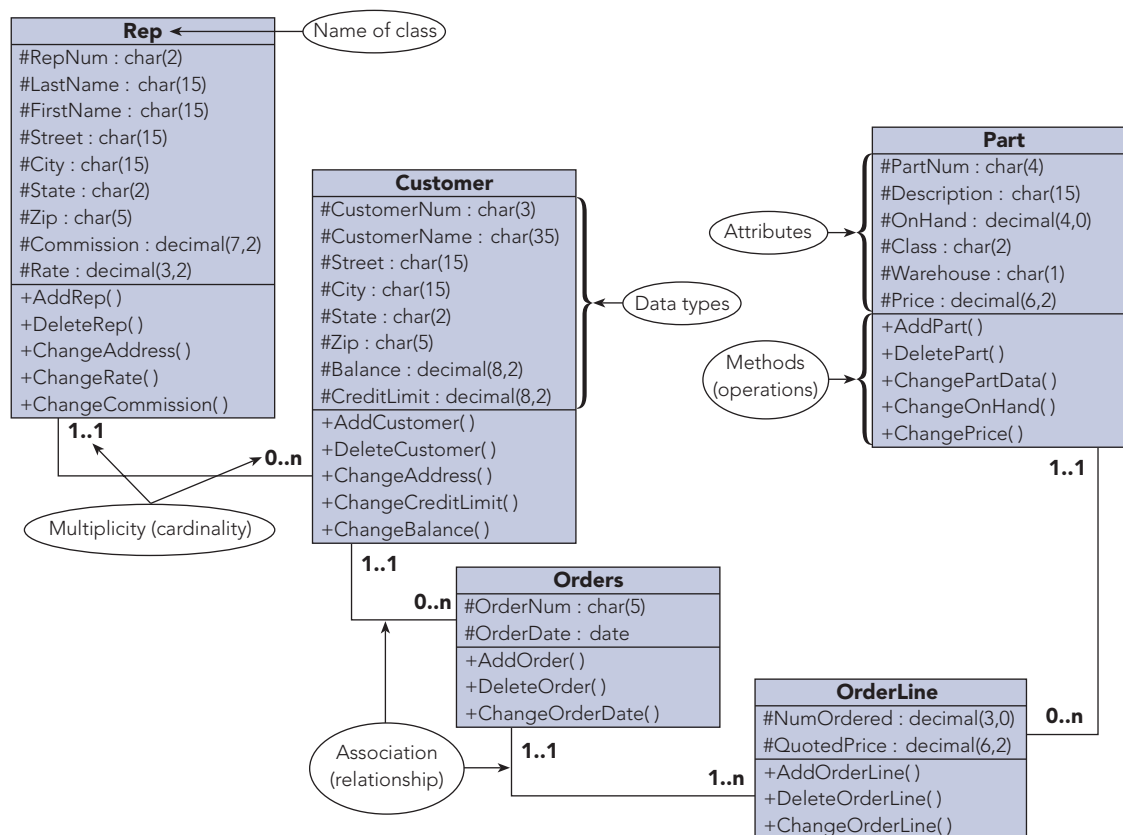 Rep
#RepNum : char(2)
#LastName : char(15)
#FirstName : char(15)
#Street : char(15)
#City : char(15)
#State : char(2)
#Zip : char(5)
#Commission : decimal(7,2)
#Rate : decimal(3,2)
+AddRep( )
+DeleteRep( )
+ChangeAddress( )
+ChangeRate( )
+ChangeCommission( )
Name of class
1..1
0..n
Multiplicity (cardinality)
Customer
#CustomerNum : char(3)
#CustomerName : char(35)
#Street : char(15)
#City : char(15)
#State : char(2)
#Zip : char(5)
#Balance : decimal(8,2)
#CreditLimit : decimal(8,2)
+AddCustomer( )
+DeleteCustomer( )
+ChangeAddress( )
+ChangeCreditLimit( )
+ChangeBalance( )
Data types
Part
#PartNum : char(4)
#Description : char(15)
#OnHand : decimal(4,0)
#Class : char(2)
#Warehouse : char(1)
#Price : decimal(6,2)
+AddPart( )
+DeletePart( )
+ChangePartData( )
+ChangeOnHand( )
+ChangePrice( )
Attributes
Methods
(operations)
1..1
1..1
0..n
Orders
#OrderNum : char(5)
#OrderDate : date
+AddOrder( )
+DeleteOrder( )
+ChangeOrderDate( )
Association
(relationship)
1..1
1..n
OrderLine
#NumOrdered : decimal(3,0)
#QuotedPrice : decimal(6,2)
+AddOrderLine( )
+DeleteOrderLine( )
+ChangeOrderLine( )
0..n